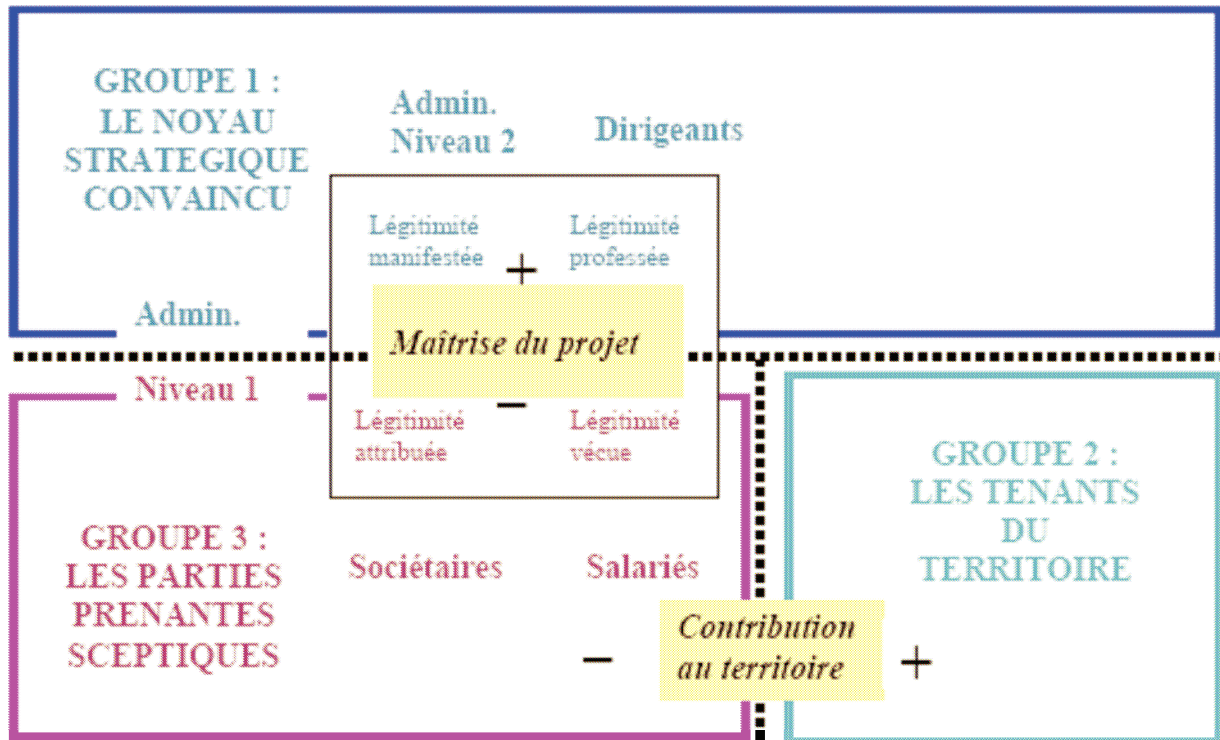 GROUPE 1 :
LE NOYAU
STRATEGIQUE
CONVAINCU
Admin.
Niveau 2
Dirigeants
Légitimité
manifestée
Légitimité
professée
+
Admin.
Maîtrise du projet
Niveau 1
–
Légitimité
attribuée
Légitimité
vécue
GROUPE 2 :
LES TENANTS
DU
TERRITOIRE
GROUPE 3 :
LES PARTIES
PRENANTES
SCEPTIQUES
Sociétaires
Salariés
–
Contribution
au territoire
+